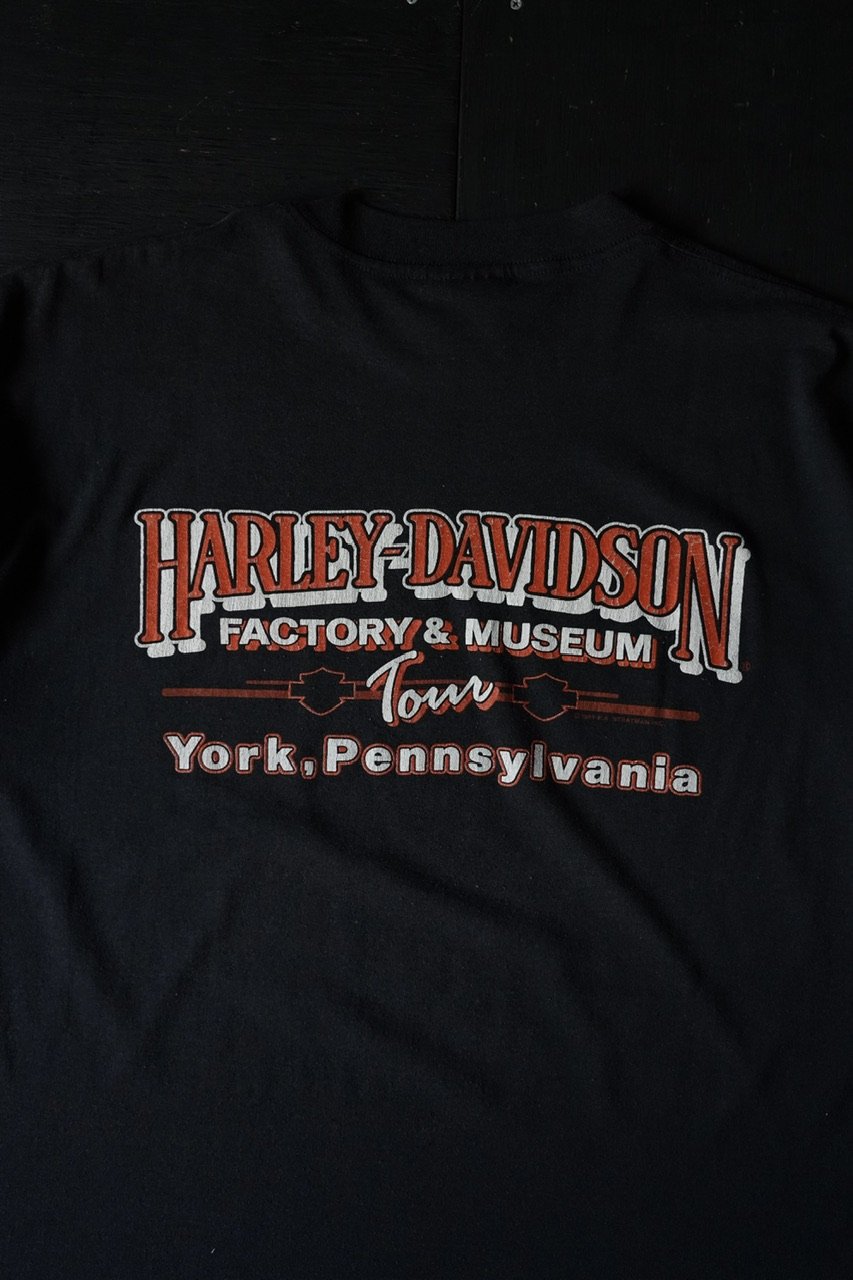 HARLEY-DAVIDSON
FACTORY & MUSEUM
Tour
York, Pennsylvania